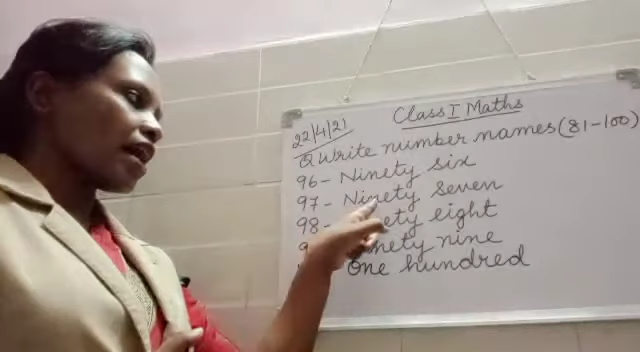 Class I Maths
22/4/21
Q Write number names (81-100)
96 - Ninety six
97 - Ninety seven
98 - eight
9 nine
One hundred